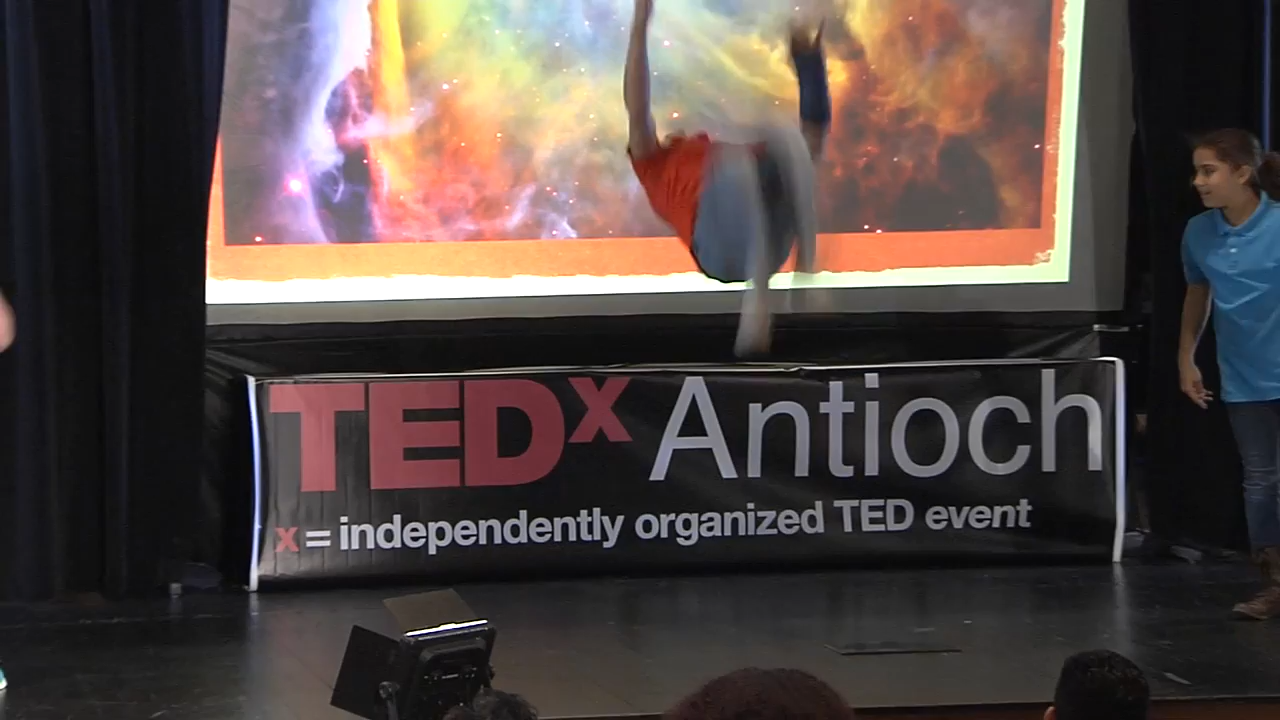 TEDx Antioch
x = independently organized TED event